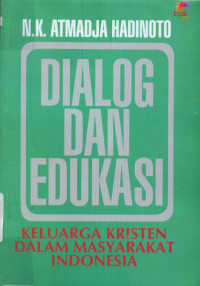 N.K. ATMADJA HADINOTO
DIALOG
DAN
EDUKASI
KELUARGA KRISTEN
DALAM MASYARAKAT
INDONESIA